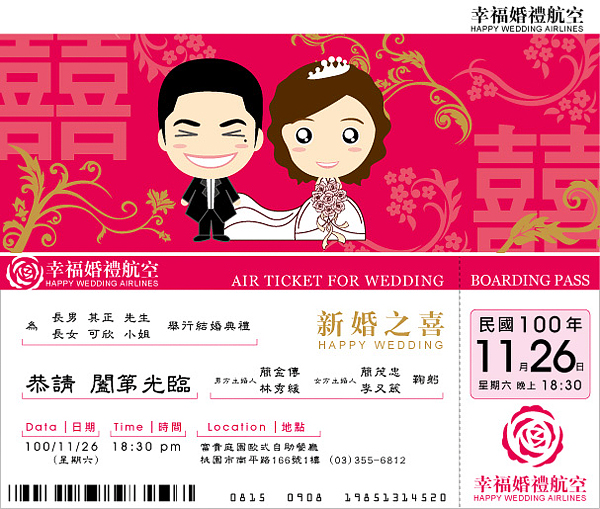 幸福婚禮航空
HAPPY WEDDING AIRLINES
囍
囍
幸福婚禮航空
HAPPY WEDDING AIRLINES
AIR TICKET FOR WEDDING
BOARDING PASS
為
長男 其正 先生
長女 可欣 小姐
舉行結婚典禮
新婚之喜
HAPPY WEDDING
恭請 闔第光臨
男方主婚人
簡金傳
林秀緞
女方主婚人
簡茂忠
李又箴
鞠躬
Data|日期
Time|時間
Location|地點
100/11/26
(星期六)
18:30 pm
富貴庭園歐式自助餐廳
桃園市南平路166號1樓 (03)355-6812
0815 0908 19851314520
民國100年
11月26日
星期六 晚上 18:30
幸福婚禮航空
HAPPY WEDDING AIRLINES